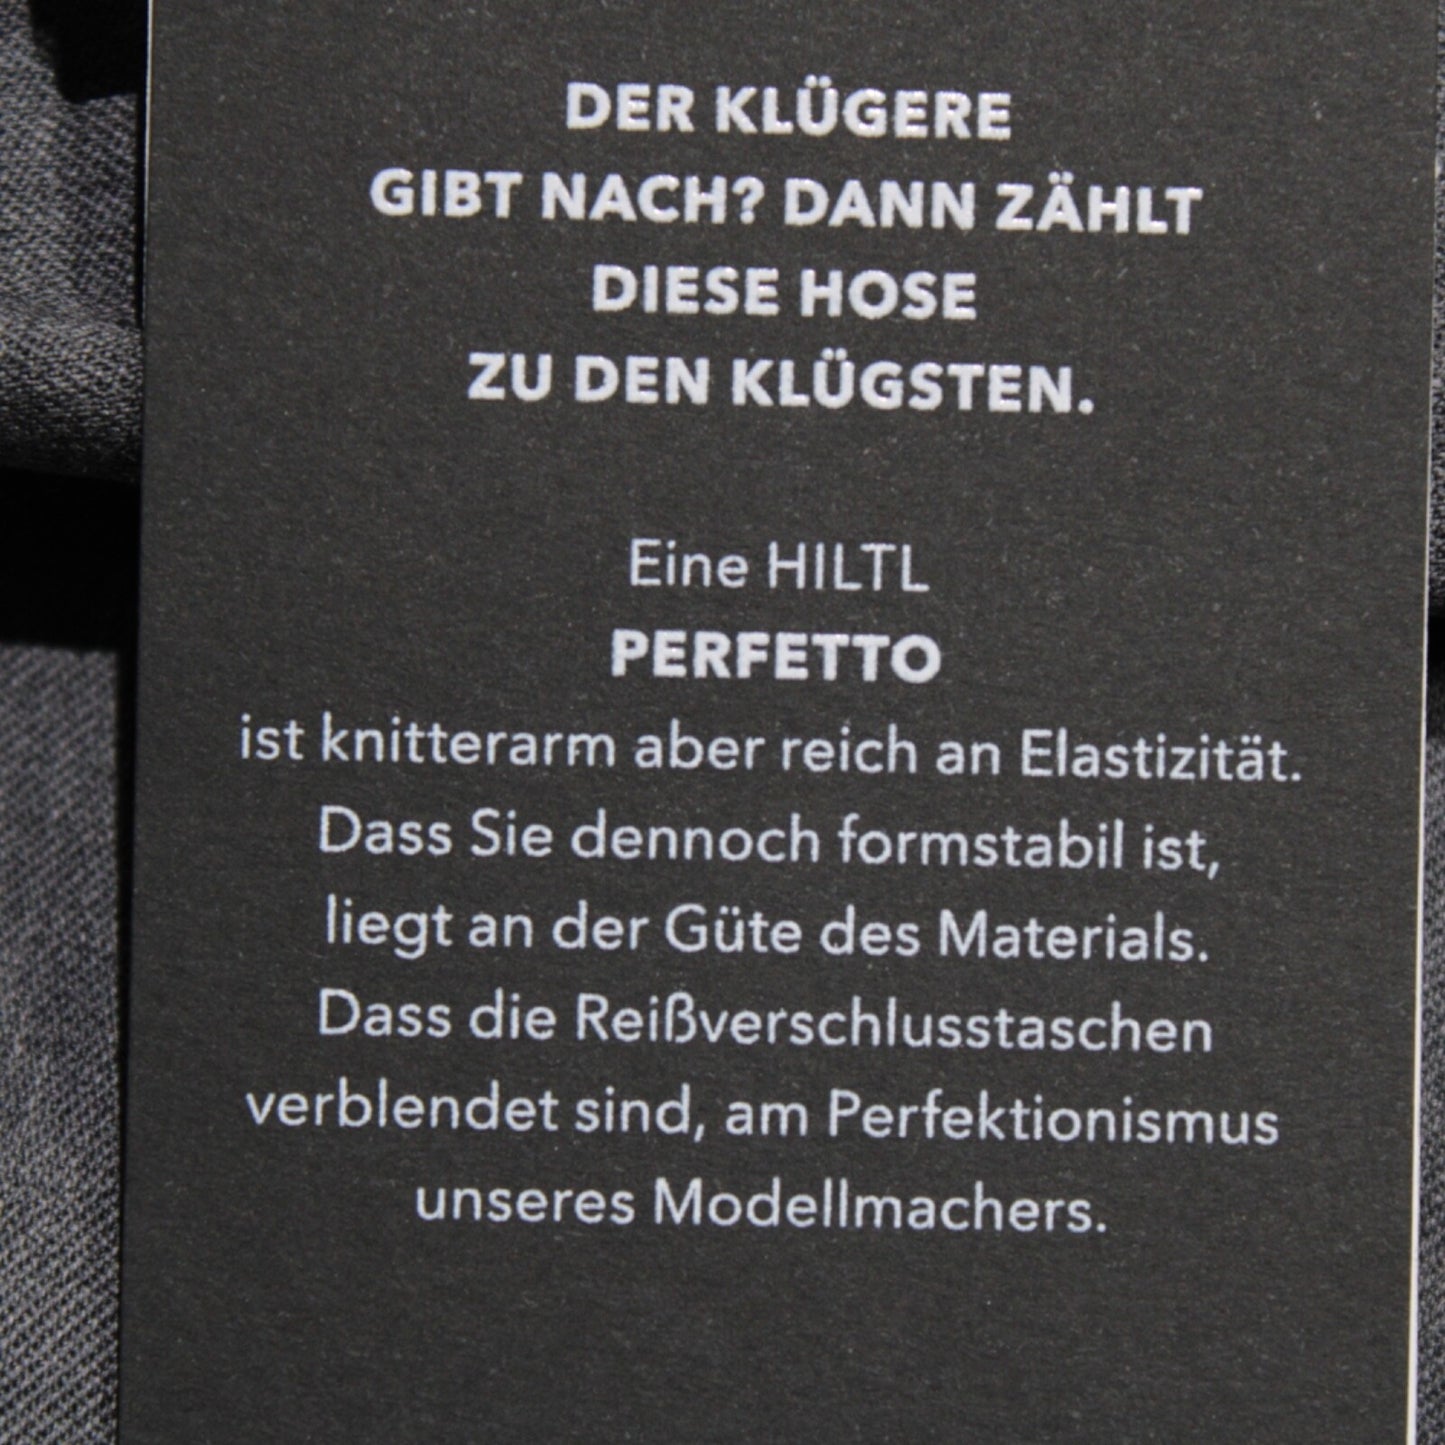 DER KLÜGERE
GIBT NACH? DANN ZÄHLT
DIESE HOSE
ZU DEN KLÜGSTEN.
Eine HILTL
PERFETTO
ist knitterarm aber reich an Elastizität.
Dass Sie dennoch formstabil ist,
liegt an der Güte des Materials.
Dass die Reißverschlusstaschen
verblendet sind, am Perfektionismus
unseres Modellmachers.